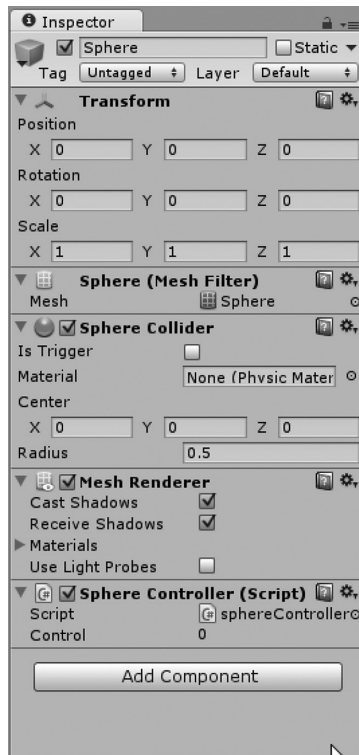 Inspector
Sphere Static
Tag Untagged Layer Default
Transform
Position
X 0 Y 0 Z 0
Rotation
X 0 Y 0 Z 0
Scale
X 1 Y 1 Z 1
Sphere (Mesh Filter)
Mesh Sphere
Sphere Collider
Is Trigger
Material None (Physic Mater
Center
X 0 Y 0 Z 0
Radius 0.5
Mesh Renderer
Cast Shadows
Receive Shadows
Materials
Use Light Probes
C# Sphere Controller (Script)
Script C# sphereController
Control 0
Add Component